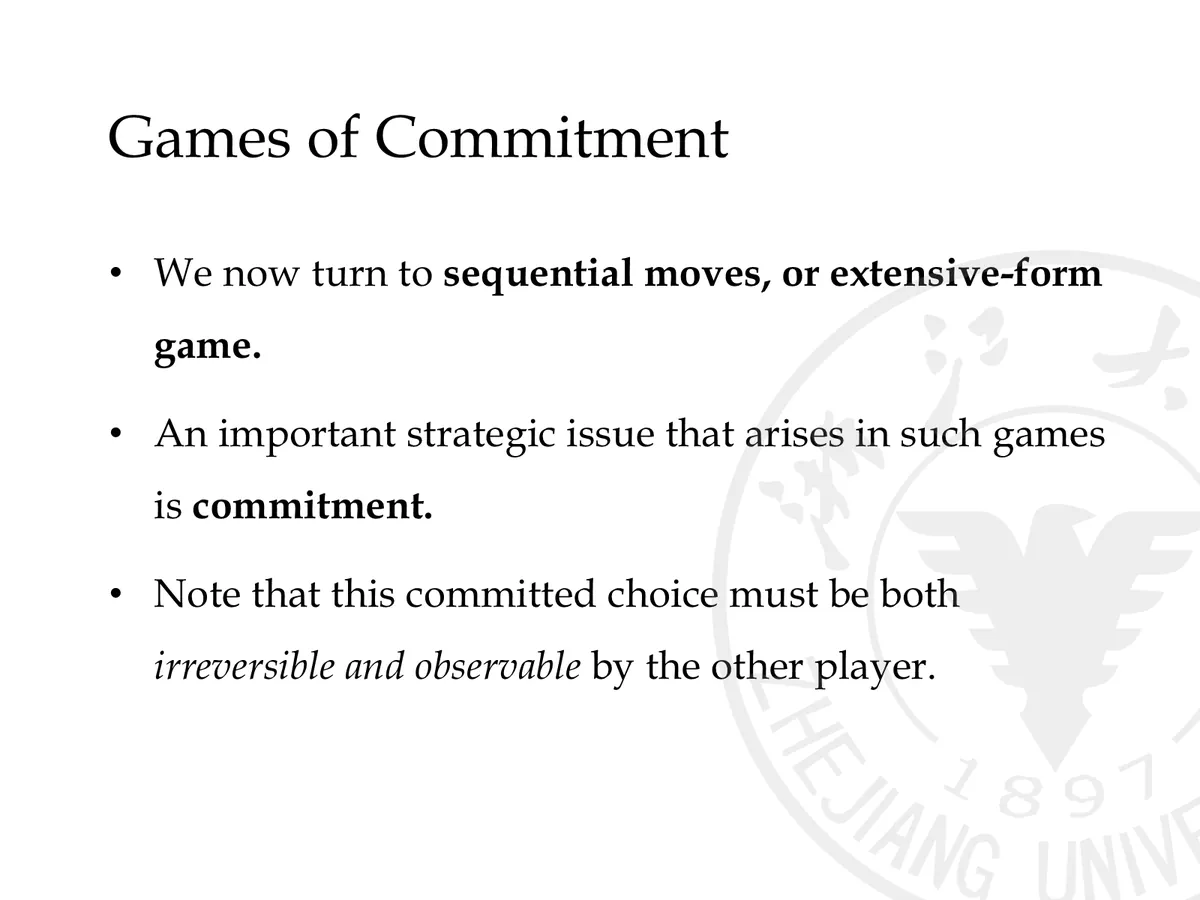 Games of Commitment
• We now turn to sequential moves, or extensive-form
game.
• An important strategic issue that arises in such games
is commitment.
• Note that this committed choice must be both
irreversible and observable by the other player.
1897
ZHEJIANG UNIVE